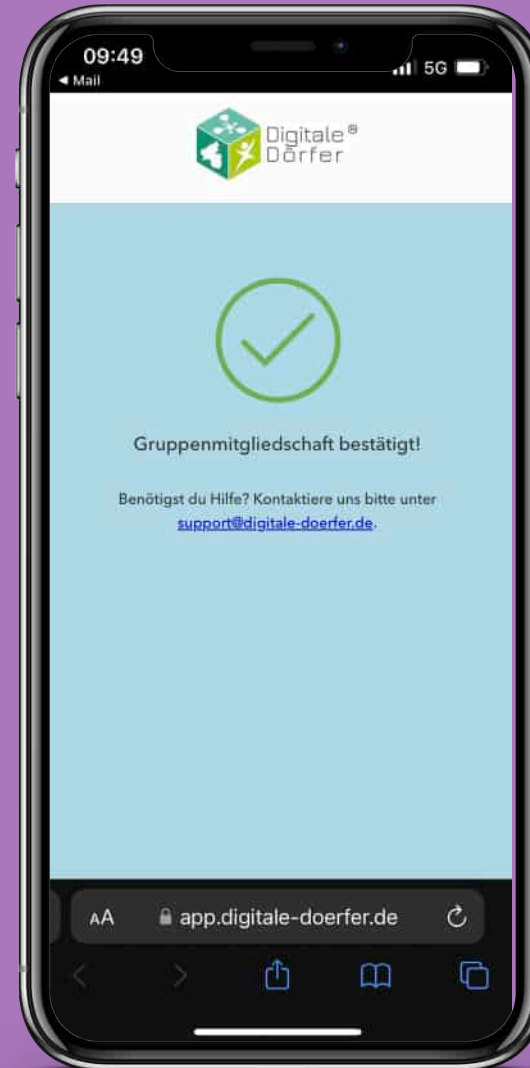 09:49
5G
◀ Mail
Digitale®
Dörfer
Gruppenmitgliedschaft bestätigt!
Benötigst du Hilfe? Kontaktiere uns bitte unter
support@digitale-doerfer.de.
AA app.digitale-doerfer.de